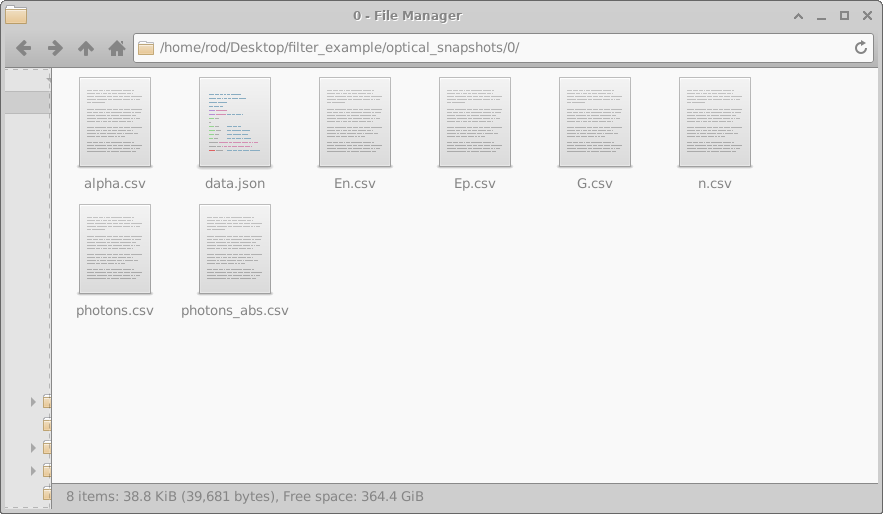 0 - File Manager
/home/rod/Desktop/filter_example/optical_snapshots/0/
alpha.csv data.json En.csv Ep.csv G.csv n.csv
photons.csv photons_abs.csv
8 items: 38.8 KiB (39,681 bytes), Free space: 364.4 GiB